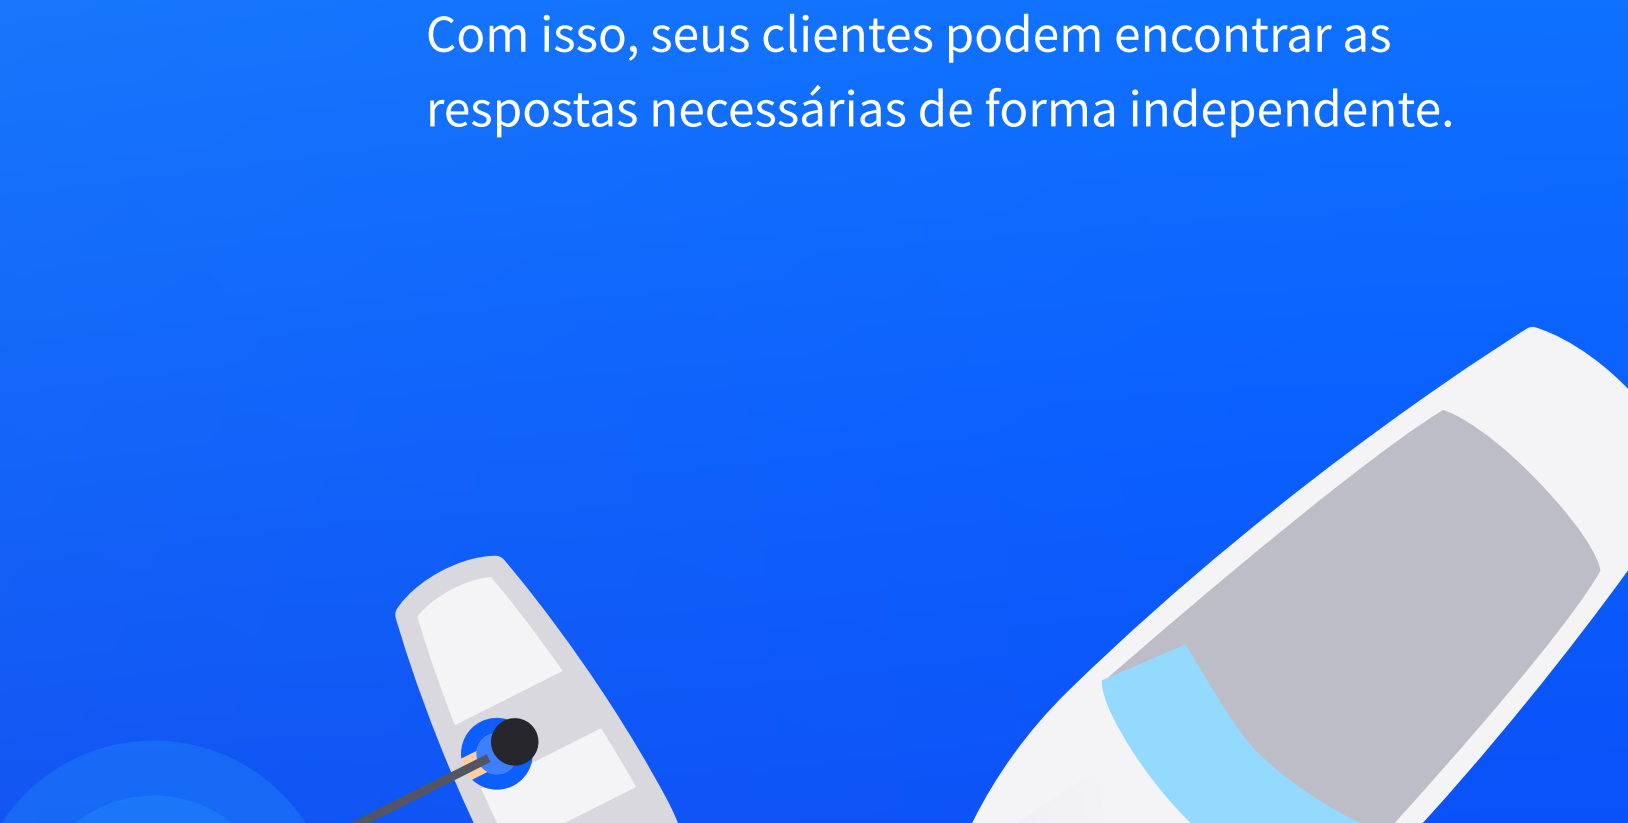 Com isso, seus clientes podem encontrar as
respostas necessárias de forma independente.